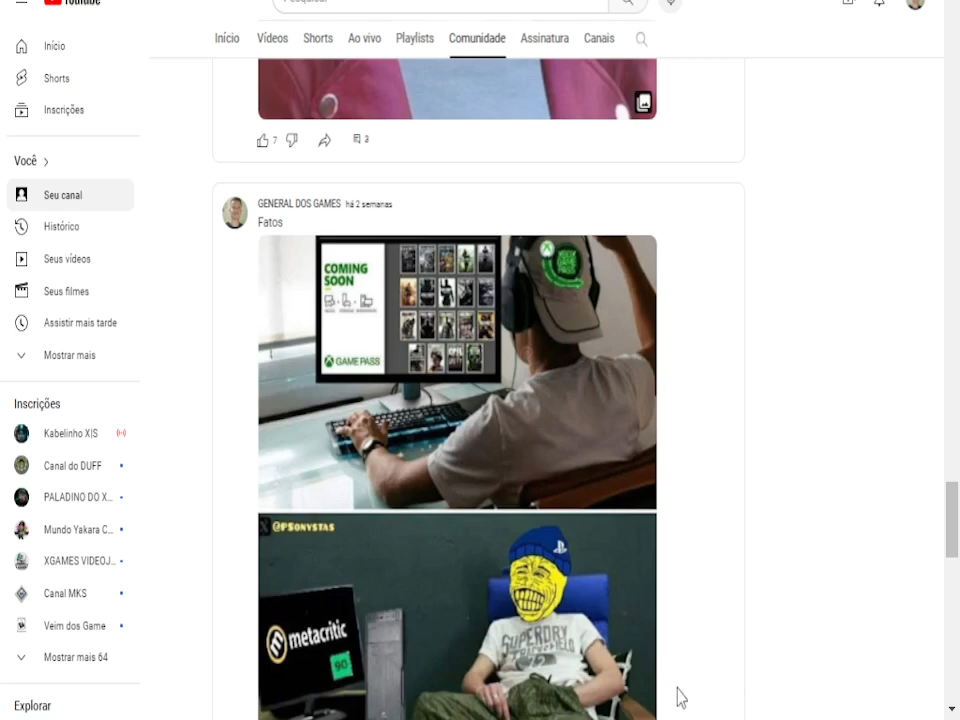 YouTube
Pesquisar
Início
Vídeos
Shorts
Ao vivo
Playlists
Comunidade
Assinatura
Canais
Início
Shorts
Inscrições
Você
Seu canal
Histórico
Seus vídeos
Seus filmes
Assistir mais tarde
Mostrar mais
Inscrições
Kabelinho X|S
Canal do DUFF
PALADINO DO X...
Mundo Yakara C...
XGAMES VIDEOJ...
Canal MKS
Veim dos Game
Mostrar mais 64
Explorar
7
3
GENERAL DOS GAMES há 2 semanas
Fatos
COMING
SOON
GAME PASS
@PSONYSTAS
metacritic
90
SUPERDRY
72